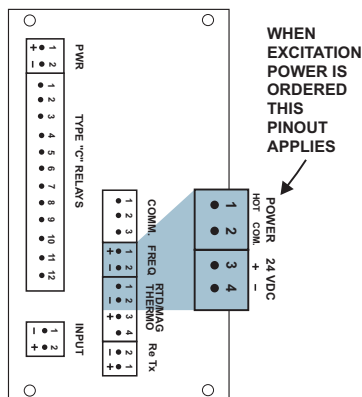 WHEN
EXCITATION
POWER IS
ORDERED
THIS
PINOUT
APPLIES
PWR
+ 1
− 2
TYPE "C" RELAYS
1
2
3
4
5
6
7
8
9
10
11
12
INPUT
− 1
+ 2
COMM.
1
2
3
FREQ
+ 1
− 2
RTD/MAG
THERMO
1
− 2
+ 3
4
Re Tx
− 2
+ 1
POWER
HOT COM.
1
2
24 VDC
+ −
3
4